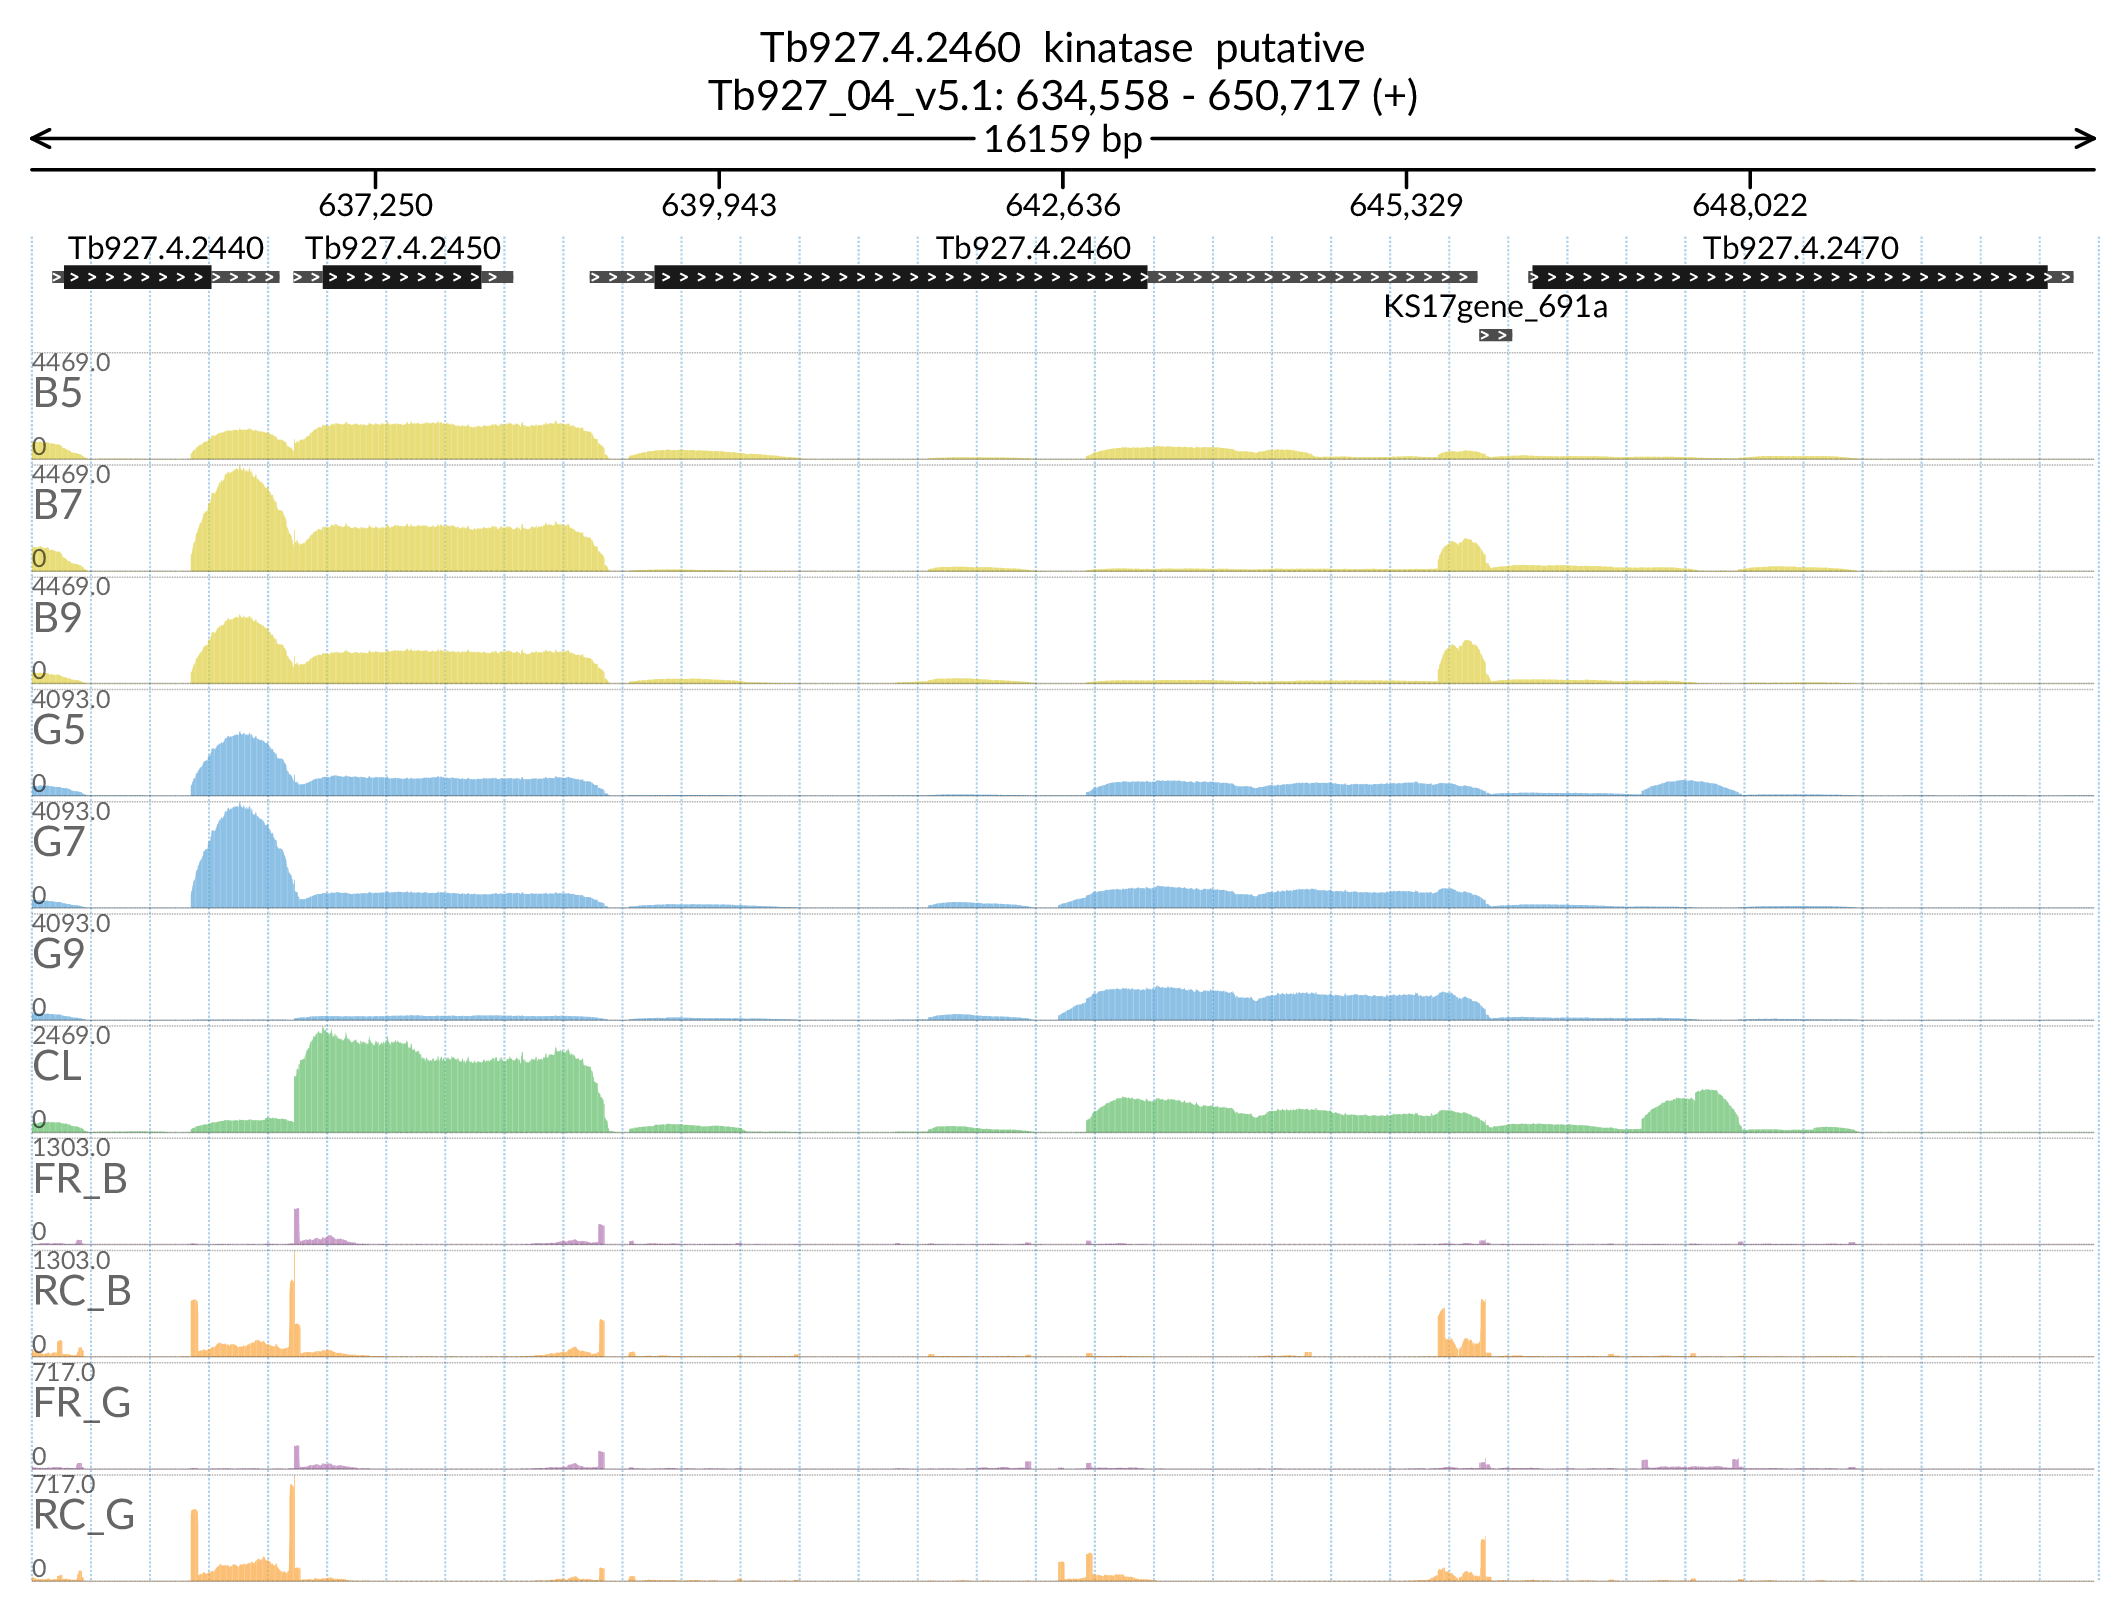 Tb927.4.2460 kinatase putative
Tb927_04_v5.1: 634,558 - 650,717 (+)
16159 bp
637,250 639,943 642,636 645,329 648,022
Tb927.4.2440 Tb927.4.2450 Tb927.4.2460 Tb927.4.2470
KS17gene_691a
4469.0
B5
0
4469.0
B7
0
4469.0
B9
0
4093.0
G5
0
4093.0
G7
0
4093.0
G9
0
2469.0
CL
0
1303.0
FR_B
0
1303.0
RC_B
0
717.0
FR_G
0
717.0
RC_G
0